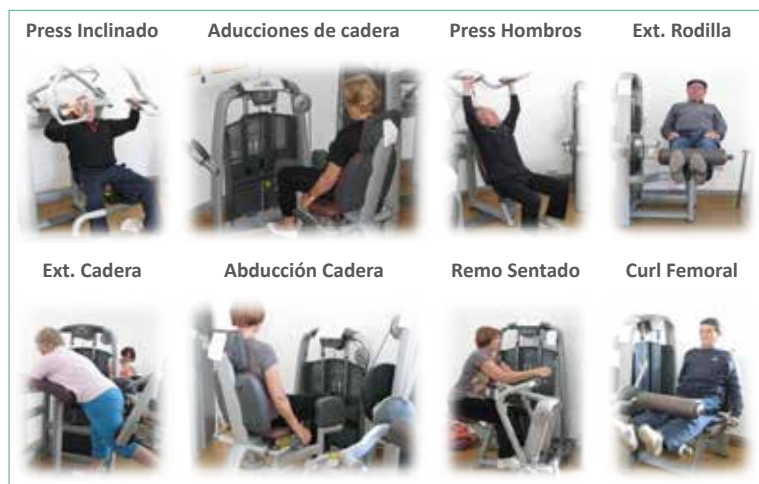 Press Inclinado
Aducciones de cadera
Press Hombros
Ext. Rodilla
Ext. Cadera
Abducción Cadera
Remo Sentado
Curl Femoral